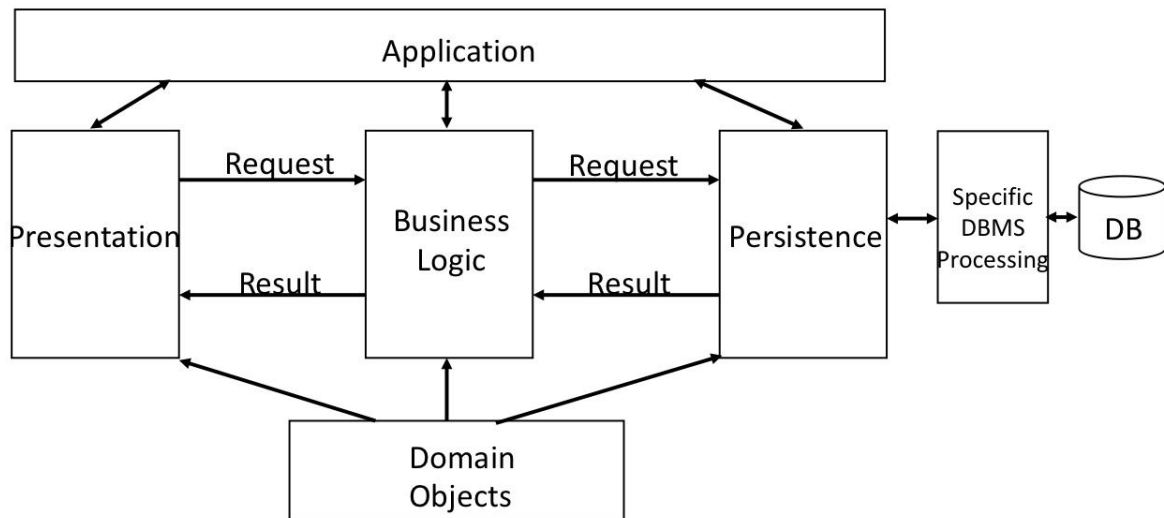 Application
Request
Request
Presentation
Business
Logic
Persistence
Specific
DBMS
Processing
DB
Result
Result
Domain
Objects